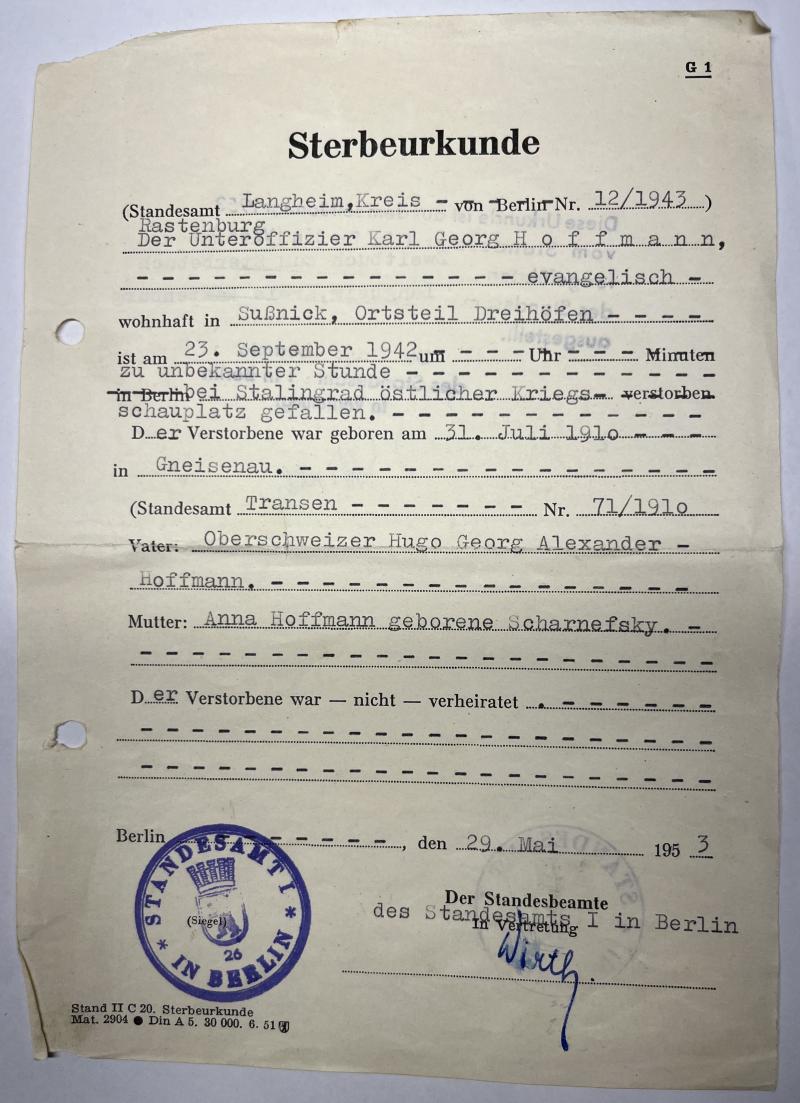 G 1
Sterbeurkunde
(Standesamt Langheim, Kreis - von Berlin Nr. 12/1943 )
Rastenburg
Der Unteroffizier Karl Georg H o f f m a n n,
- - - - - - - - - - - - - - - - evangelisch -
wohnhaft in Sußnick, Ortsteil Dreihöfen - - - -
ist am 23. September 1942 um - - - Uhr - - - Minuten
zu unbekannter Stunde - - - - - - - - - - - -
in Berlin bei Stalingrad östlicher Kriegs- verstorben.
schauplatz gefallen. - - - - - - - - - - - -
D er Verstorbene war geboren am 31. Juli 1910 - - -
in Gneisenau. - - - - - - - - - - - - - - - -
(Standesamt Transen - - - - - - - Nr. 71/1910
Vater: Oberschweizer Hugo Georg Alexander -
Hoffmann. - - - - - - - - - - - - - - - - -
Mutter: Anna Hoffmann geborene Scharnefsky. -
- - - - - - - - - - - - - - - - - - - - -
D er Verstorbene war — nicht — verheiratet . - - - - - -
- - - - - - - - - - - - - - - - - - - - -
- - - - - - - - - - - - - - - - - - - - -
Berlin - - - - - - - -, den 29. Mai 195 3
STANDESAMT I
(Siegel)
26
IN BERLIN
Der Standesbeamte
des Standesamts I in Berlin
In Vertretung
Wirth.
Stand II C 20. Sterbeurkunde
Mat. 2904 ● Din A 5. 30 000. 6. 51